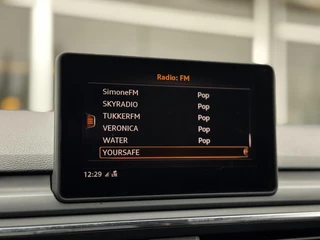 Radio: FM
SimoneFM Pop
SKYRADIO Pop
TUKKERFM Pop
VERONICA Pop
WATER Pop
YOURSAFE
12:29